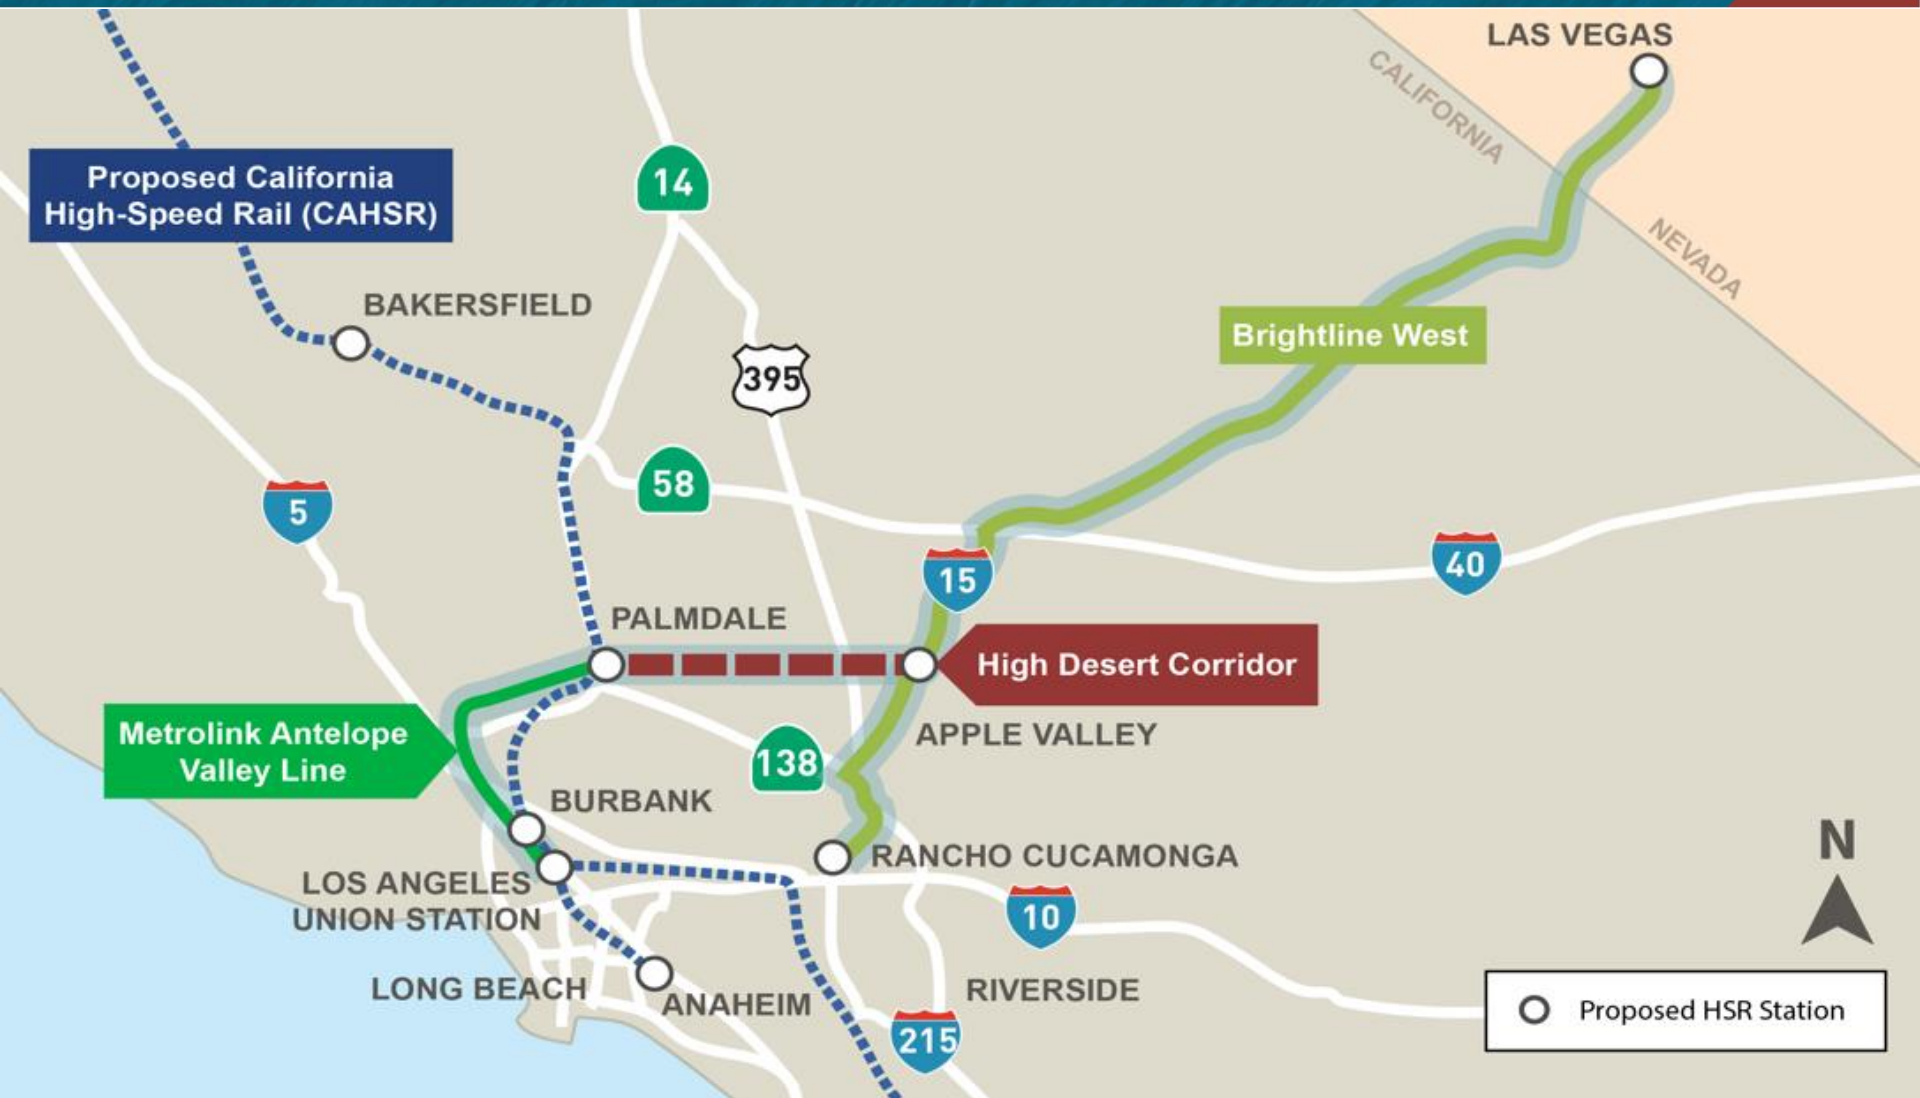 LAS VEGAS
CALIFORNIA
NEVADA
Proposed California
High-Speed Rail (CAHSR)
14
BAKERSFIELD
395
Brightline West
58
5
15
40
PALMDALE
High Desert Corridor
Metrolink Antelope
Valley Line
APPLE VALLEY
138
BURBANK
RANCHO CUCAMONGA
LOS ANGELES
UNION STATION
10
N
LONG BEACH
ANAHEIM
RIVERSIDE
215
Proposed HSR Station